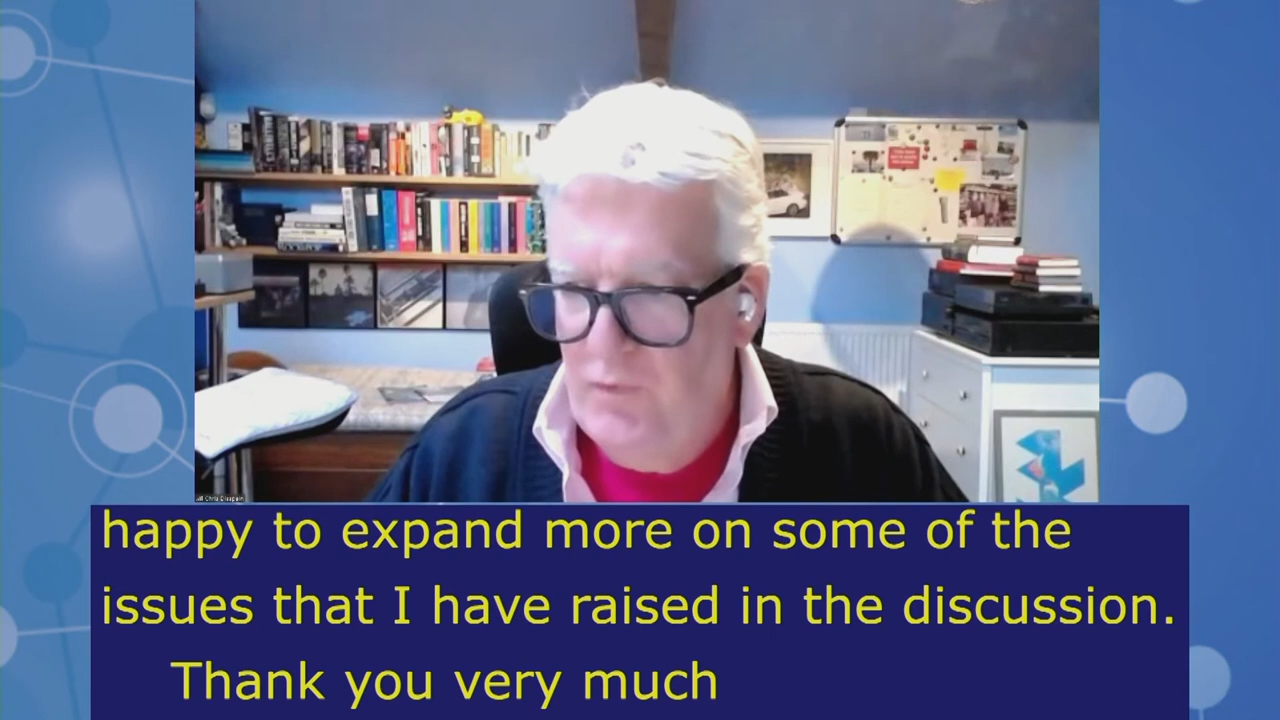 happy to expand more on some of the
issues that I have raised in the discussion.
Thank you very much